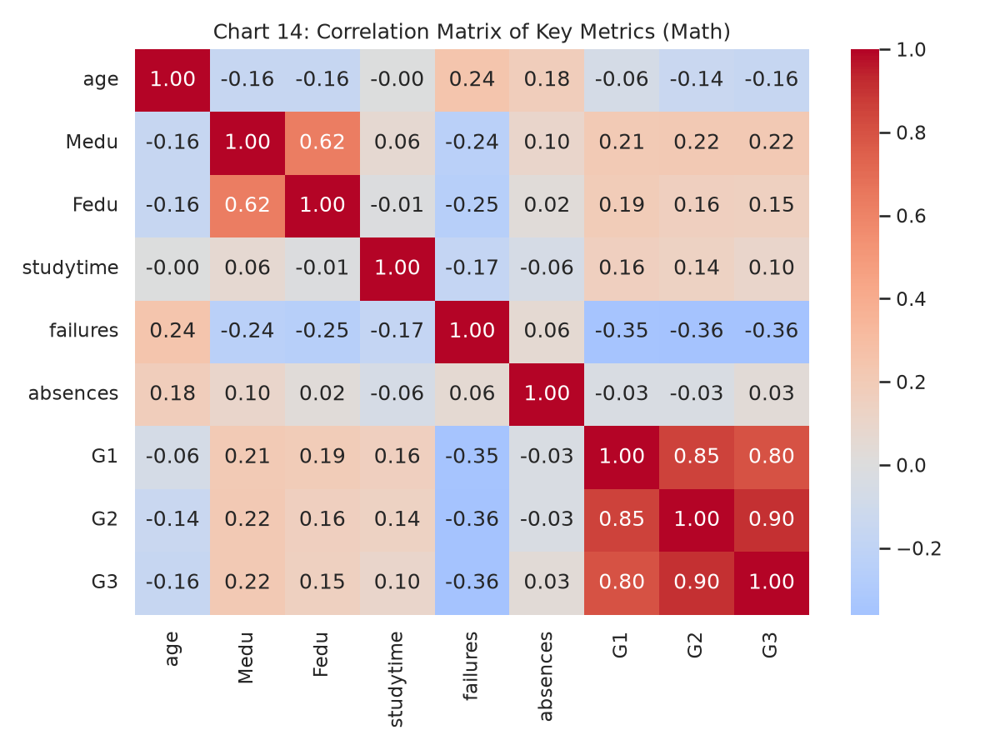 Chart 14: Correlation Matrix of Key Metrics (Math)
age 1.00 -0.16 -0.16 -0.00 0.24 0.18 -0.06 -0.14 -0.16
Medu -0.16 1.00 0.62 0.06 -0.24 0.10 0.21 0.22 0.22
Fedu -0.16 0.62 1.00 -0.01 -0.25 0.02 0.19 0.16 0.15
studytime -0.00 0.06 -0.01 1.00 -0.17 -0.06 0.16 0.14 0.10
failures 0.24 -0.24 -0.25 -0.17 1.00 0.06 -0.35 -0.36 -0.36
absences 0.18 0.10 0.02 -0.06 0.06 1.00 -0.03 -0.03 0.03
G1 -0.06 0.21 0.19 0.16 -0.35 -0.03 1.00 0.85 0.80
G2 -0.14 0.22 0.16 0.14 -0.36 -0.03 0.85 1.00 0.90
G3 -0.16 0.22 0.15 0.10 -0.36 0.03 0.80 0.90 1.00
age Medu Fedu studytime failures absences G1 G2 G3
1.0
0.8
0.6
0.4
0.2
0.0
−0.2